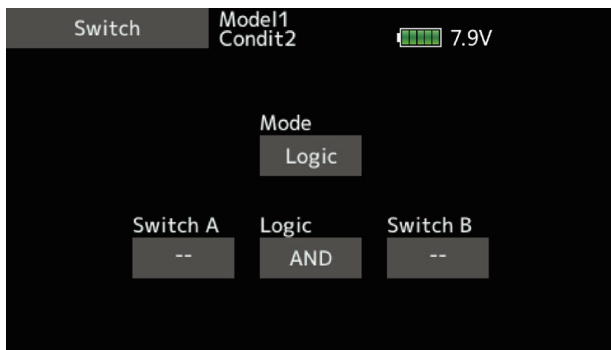 Switch
Model1
Condit2
7.9V
Mode
Logic
Switch A
Logic
Switch B
--
AND
--